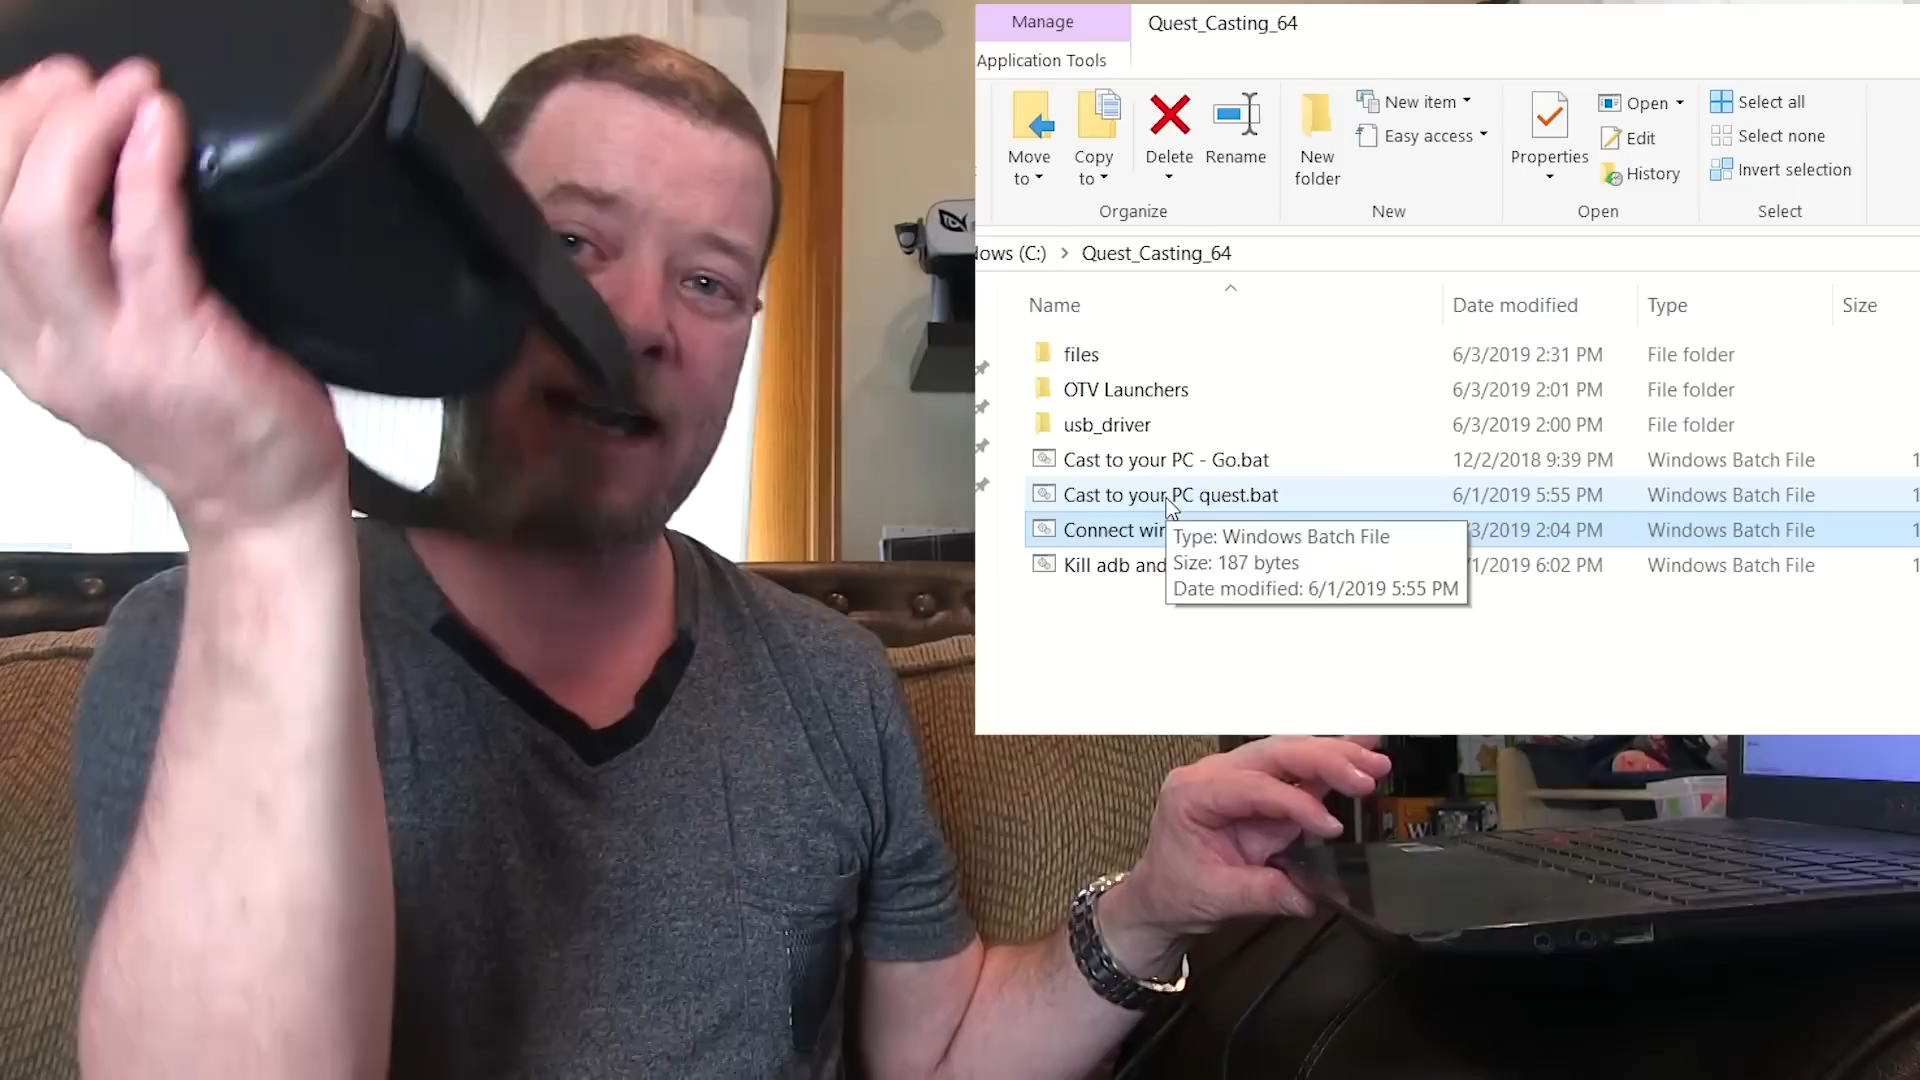 Manage
Quest_Casting_64
Application Tools
Move to
Copy to
Delete
Rename
New folder
New item
Easy access
Properties
Open
Edit
History
Select all
Select none
Invert selection
Organize
New
Open
Select
(C:) > Quest_Casting_64
Name
Date modified
Type
Size
files 6/3/2019 2:31 PM File folder
OTV Launchers 6/3/2019 2:01 PM File folder
usb_driver 6/3/2019 2:00 PM File folder
Cast to your PC - Go.bat 12/2/2018 9:39 PM Windows Batch File 1
Cast to your PC quest.bat 6/1/2019 5:55 PM Windows Batch File 1
Connect /3/2019 2:04 PM Windows Batch File 1
Kill adb and /1/2019 6:02 PM Windows Batch File 1
Type: Windows Batch File
Size: 187 bytes
Date modified: 6/1/2019 5:55 PM